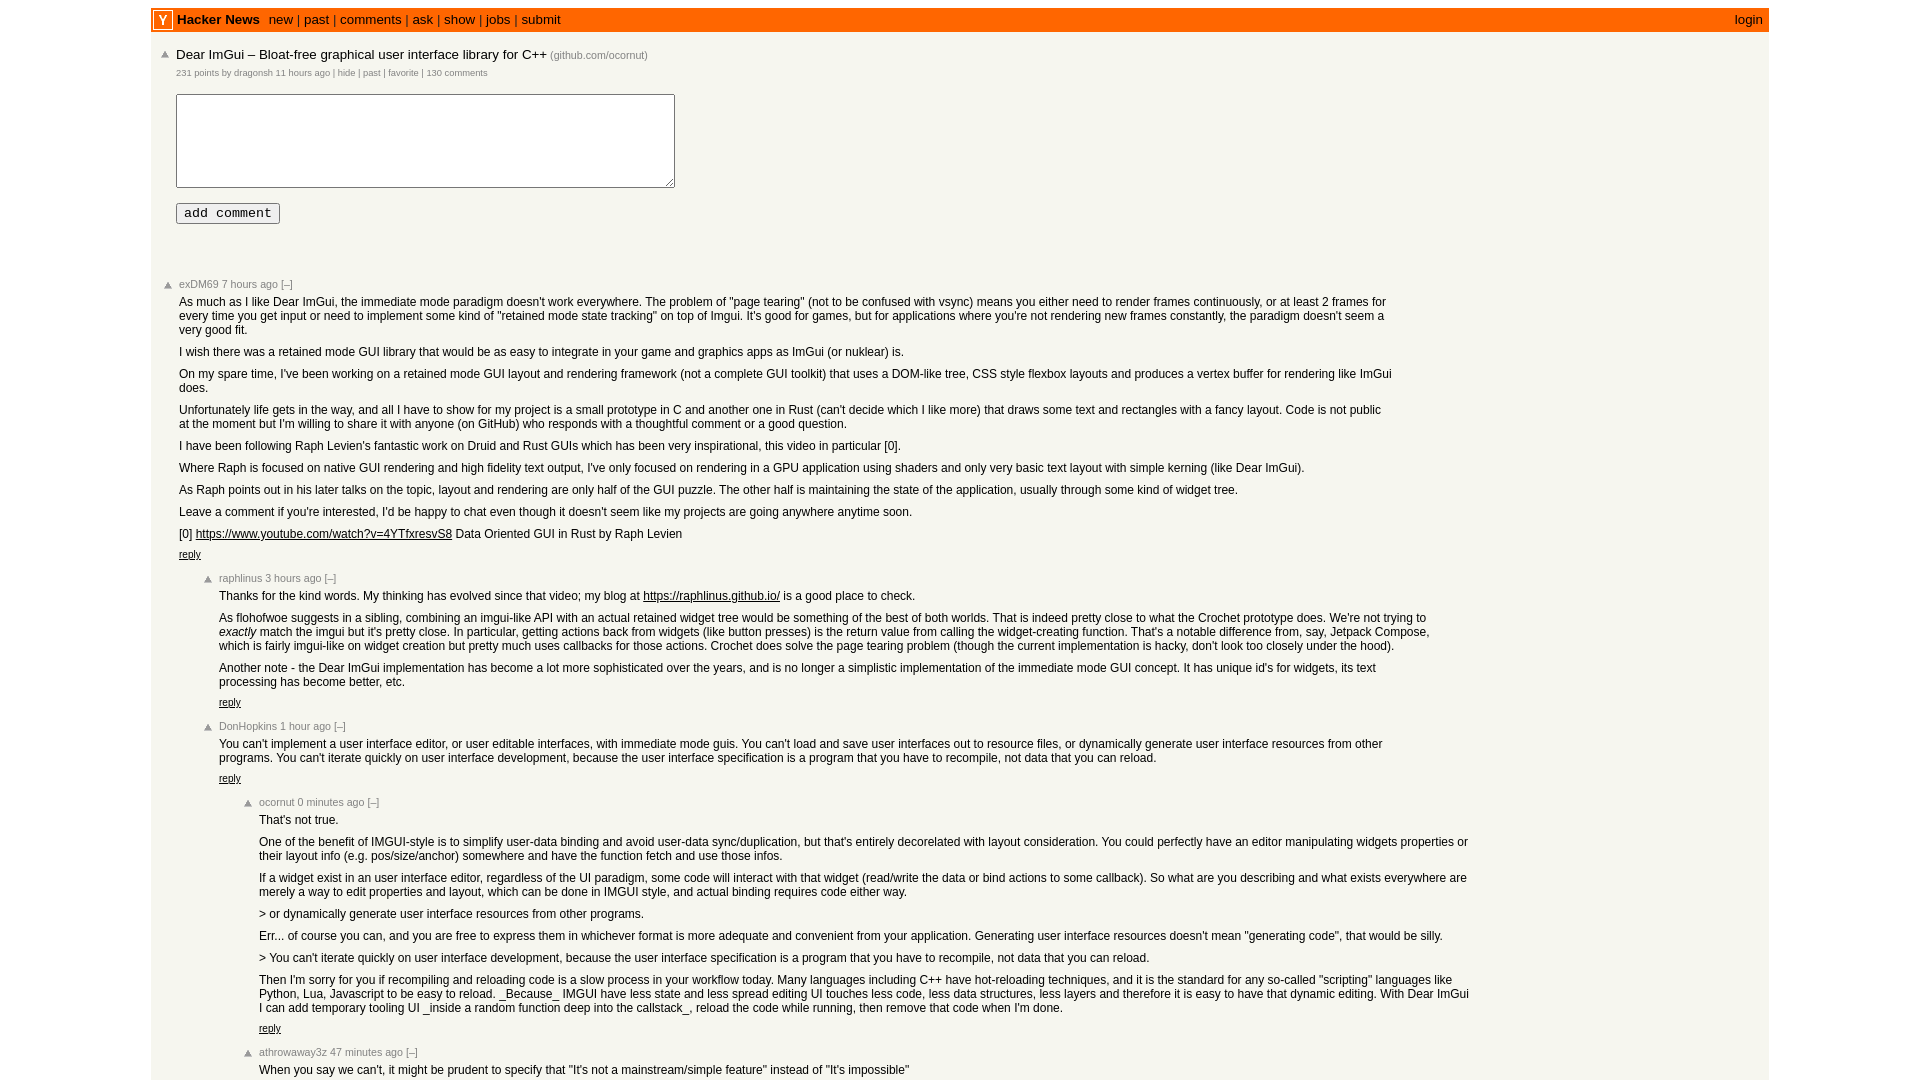 Y Hacker News new | past | comments | ask | show | jobs | submit login
Dear ImGui – Bloat-free graphical user interface library for C++ (github.com/ocornut)
231 points by dragonsh 11 hours ago | hide | past | favorite | 130 comments
add comment
exDM69 7 hours ago [–]
As much as I like Dear ImGui, the immediate mode paradigm doesn't work everywhere. The problem of "page tearing" (not to be confused with vsync) means you either need to render frames continuously, or at least 2 frames for
every time you get input or need to implement some kind of "retained mode state tracking" on top of Imgui. It's good for games, but for applications where you're not rendering new frames constantly, the paradigm doesn't seem a
very good fit.
I wish there was a retained mode GUI library that would be as easy to integrate in your game and graphics apps as ImGui (or nuklear) is.
On my spare time, I've been working on a retained mode GUI layout and rendering framework (not a complete GUI toolkit) that uses a DOM-like tree, CSS style flexbox layouts and produces a vertex buffer for rendering like ImGui
does.
Unfortunately life gets in the way, and all I have to show for my project is a small prototype in C and another one in Rust (can't decide which I like more) that draws some text and rectangles with a fancy layout. Code is not public
at the moment but I'm willing to share it with anyone (on GitHub) who responds with a thoughtful comment or a good question.
I have been following Raph Levien's fantastic work on Druid and Rust GUIs which has been very inspirational, this video in particular [0].
Where Raph is focused on native GUI rendering and high fidelity text output, I've only focused on rendering in a GPU application using shaders and only very basic text layout with simple kerning (like Dear ImGui).
As Raph points out in his later talks on the topic, layout and rendering are only half of the GUI puzzle. The other half is maintaining the state of the application, usually through some kind of widget tree.
Leave a comment if you're interested, I'd be happy to chat even though it doesn't seem like my projects are going anywhere anytime soon.
[0] https://www.youtube.com/watch?v=4YTfxresvS8 Data Oriented GUI in Rust by Raph Levien
reply
raphlinus 3 hours ago [–]
Thanks for the kind words. My thinking has evolved since that video; my blog at https://raphlinus.github.io/ is a good place to check.
As flohofwoe suggests in a sibling, combining an imgui-like API with an actual retained widget tree would be something of the best of both worlds. That is indeed pretty close to what the Crochet prototype does. We're not trying to
exactly match the imgui but it's pretty close. In particular, getting actions back from widgets (like button presses) is the return value from calling the widget-creating function. That's a notable difference from, say, Jetpack Compose,
which is fairly imgui-like on widget creation but pretty much uses callbacks for those actions. Crochet does solve the page tearing problem (though the current implementation is hacky, don't look too closely under the hood).
Another note - the Dear ImGui implementation has become a lot more sophisticated over the years, and is no longer a simplistic implementation of the immediate mode GUI concept. It has unique id's for widgets, its text
processing has become better, etc.
reply
DonHopkins 1 hour ago [–]
You can't implement a user interface editor, or user editable interfaces, with immediate mode guis. You can't load and save user interfaces out to resource files, or dynamically generate user interface resources from other
programs. You can't iterate quickly on user interface development, because the user interface specification is a program that you have to recompile, not data that you can reload.
reply
ocornut 0 minutes ago [–]
That's not true.
One of the benefit of IMGUI-style is to simplify user-data binding and avoid user-data sync/duplication, but that's entirely decorelated with layout consideration. You could perfectly have an editor manipulating widgets properties or
their layout info (e.g. pos/size/anchor) somewhere and have the function fetch and use those infos.
If a widget exist in an user interface editor, regardless of the UI paradigm, some code will interact with that widget (read/write the data or bind actions to some callback). So what are you describing and what exists everywhere are
merely a way to edit properties and layout, which can be done in IMGUI style, and actual binding requires code either way.
> or dynamically generate user interface resources from other programs.
Err... of course you can, and you are free to express them in whichever format is more adequate and convenient from your application. Generating user interface resources doesn't mean "generating code", that would be silly.
> You can't iterate quickly on user interface development, because the user interface specification is a program that you have to recompile, not data that you can reload.
Then I'm sorry for you if recompiling and reloading code is a slow process in your workflow today. Many languages including C++ have hot-reloading techniques, and it is the standard for any so-called "scripting" languages like
Python, Lua, Javascript to be easy to reload. _Because_ IMGUI have less state and less spread editing UI touches less code, less data structures, less layers and therefore it is easy to have that dynamic editing. With Dear ImGui
I can add temporary tooling UI _inside a random function deep into the callstack_, reload the code while running, then remove that code when I'm done.
reply
athrowaway3z 47 minutes ago [–]
When you say we can't, it might be prudent to specify that "It's not a mainstream/simple feature" instead of "It's impossible"